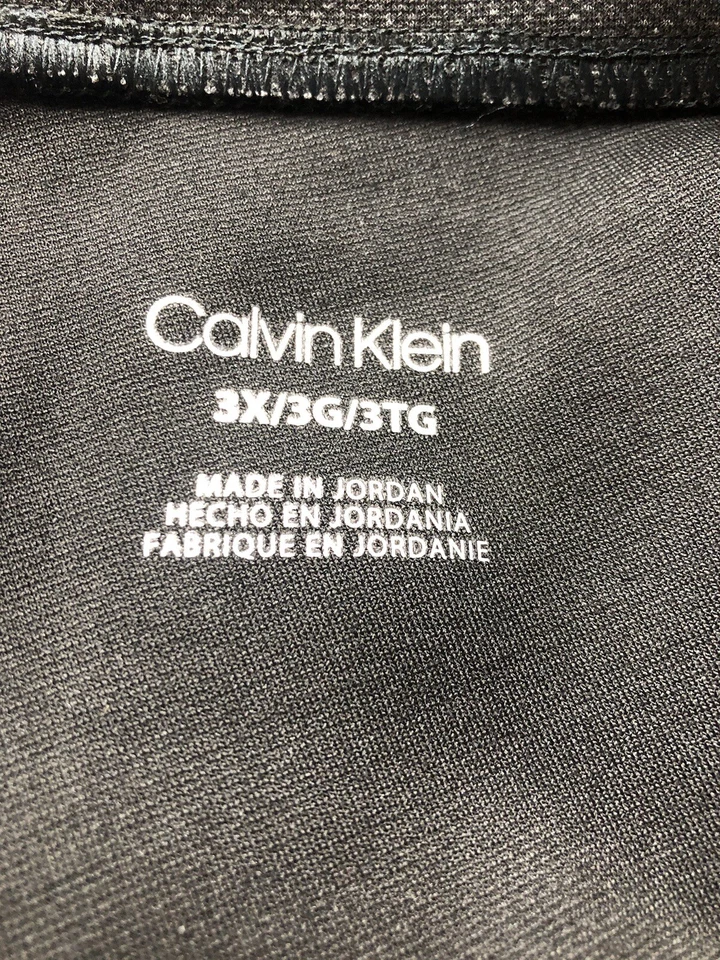 Calvin Klein
3X/3G/3TG
MADE IN JORDAN
HECHO EN JORDANIA
FABRIQUE EN JORDANIE